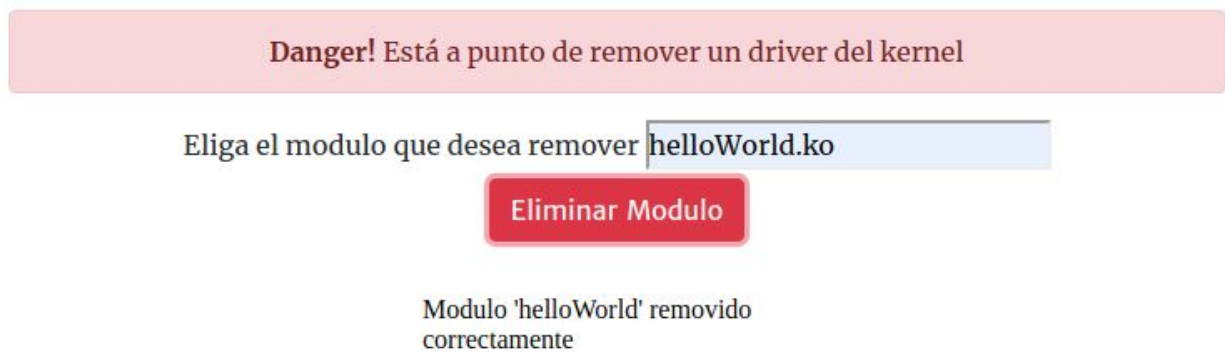 Danger! Está a punto de remover un driver del kernel
Eliga el modulo que desea remover helloWorld.ko
Eliminar Modulo
Modulo 'helloWorld' removido
correctamente